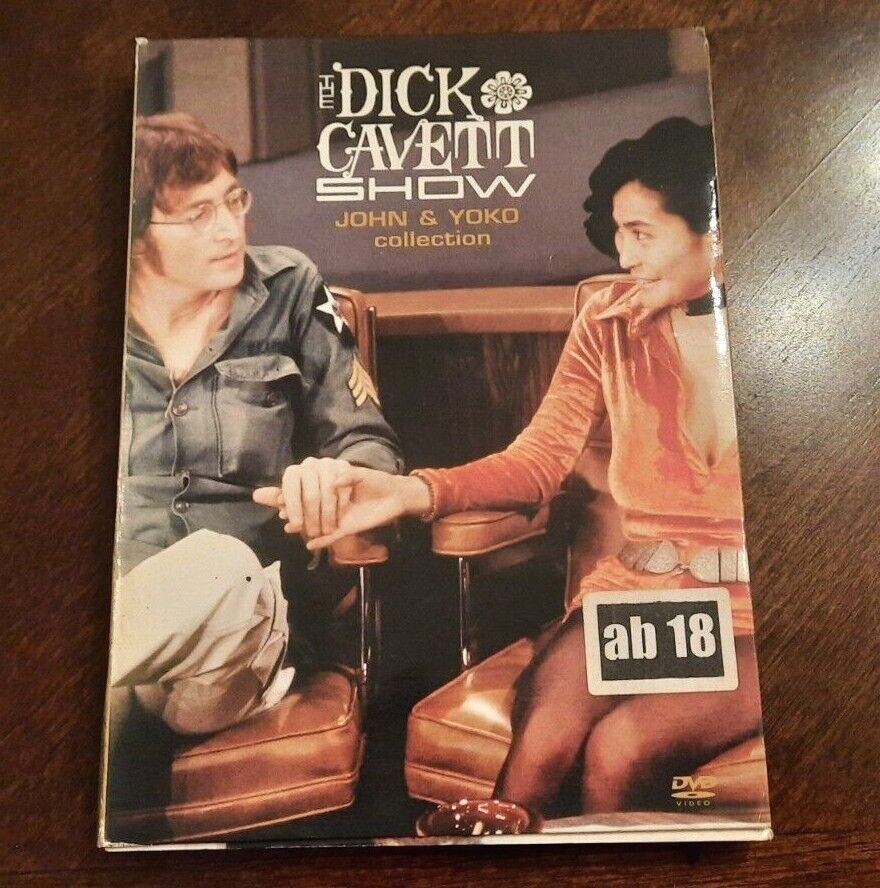 THE DICK
CAVETT
SHOW
JOHN & YOKO
collection
ab 18
DVD
VIDEO